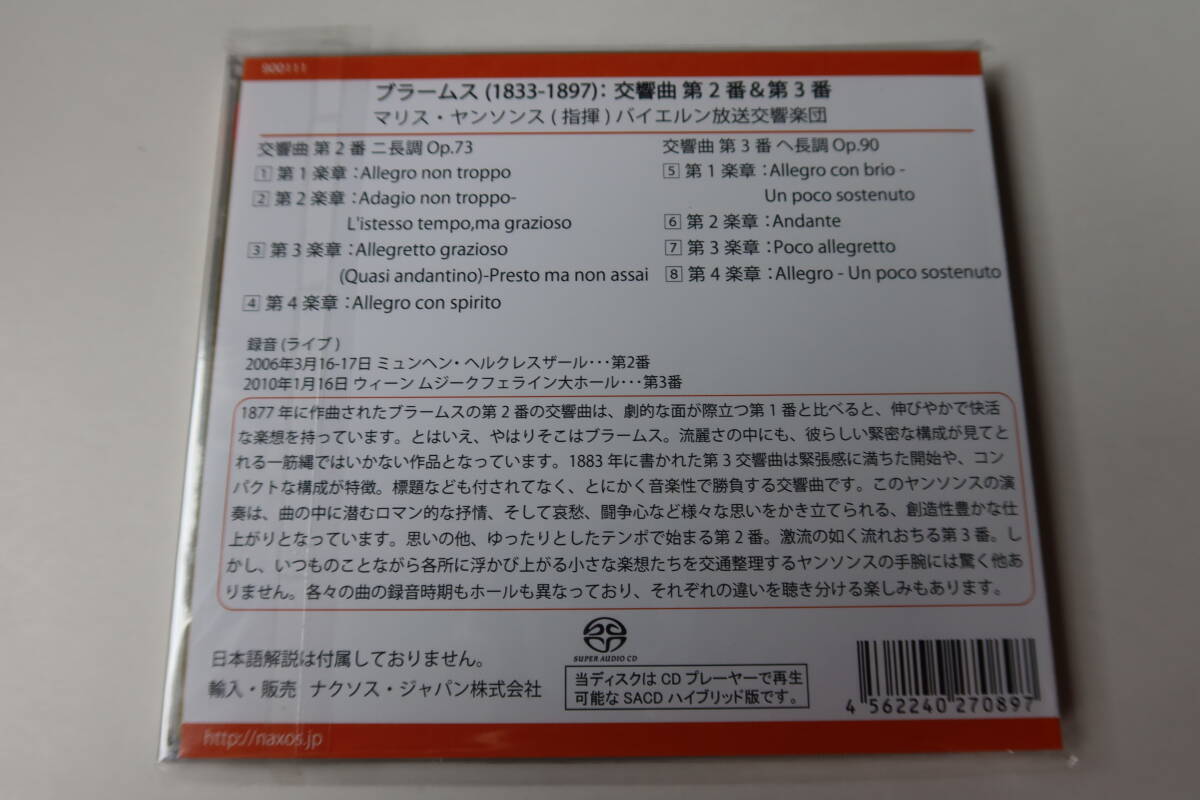 900111
ブラームス (1833-1897): 交響曲 第２番＆第３番
マリス・ヤンソンス ( 指揮 ) バイエルン放送交響楽団
交響曲 第２番 ニ長調 Op.73
1 第１楽章：Allegro non troppo
2 第２楽章：Adagio non troppo-
L'istesso tempo,ma grazioso
3 第３楽章：Allegretto grazioso
(Quasi andantino)-Presto ma non assai
4 第４楽章：Allegro con spirito
交響曲 第３番 ヘ長調 Op.90
5 第１楽章：Allegro con brio -
Un poco sostenuto
6 第２楽章：Andante
7 第３楽章：Poco allegretto
8 第４楽章：Allegro - Un poco sostenuto
録音 (ライブ )
2006年3月16-17日 ミュンヘン・ヘルクレスザール･･･第2番
2010年1月16日 ウィーン ムジークフェライン大ホール･･･第3番
1877 年に作曲されたブラームスの第２番の交響曲は、劇的な面が際立つ第１番と比べると、伸びやかで快活
な楽想を持っています。とはいえ、やはりそこはブラームス。流麗さの中にも、彼らしい緊密な構成が見てと
れる一筋縄ではいかない作品となっています。1883 年に書かれた第３交響曲は緊張感に満ちた開始や、コン
パクトな構成が特徴。標題なども付されてなく、とにかく音楽性で勝負する交響曲です。このヤンソンスの演
奏は、曲の中に潜むロマン的な抒情、そして哀愁、闘争心など様々な思いをかき立てられる、創造性豊かな仕
上がりとなっています。思いの他、ゆったりとしたテンポで始まる第２番。激流の如く流れおちる第３番。し
かし、いつものことながら各所に浮かび上がる小さな楽想たちを交通整理するヤンソンスの手腕には驚く他あ
りません。各々の曲の録音時期もホールも異なっており、それぞれの違いを聴き分ける楽しみもあります。
日本語解説は付属しておりません。
輸入・販売 ナクソス・ジャパン株式会社
SUPER AUDIO CD
当ディスクは CD プレーヤーで再生
可能な SACD ハイブリッド版です。
4 562240 270897
http://naxos.jp